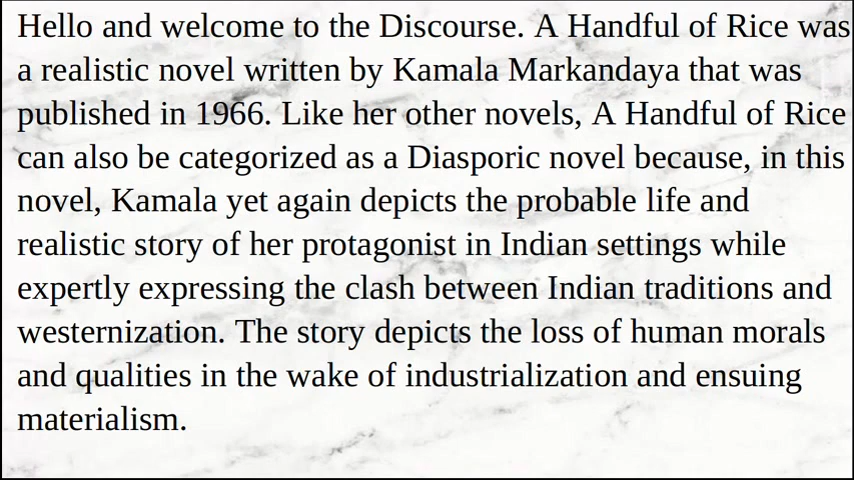 Hello and welcome to the Discourse. A Handful of Rice was
a realistic novel written by Kamala Markandaya that was
published in 1966. Like her other novels, A Handful of Rice
can also be categorized as a Diasporic novel because, in this
novel, Kamala yet again depicts the probable life and
realistic story of her protagonist in Indian settings while
expertly expressing the clash between Indian traditions and
westernization. The story depicts the loss of human morals
and qualities in the wake of industrialization and ensuing
materialism.